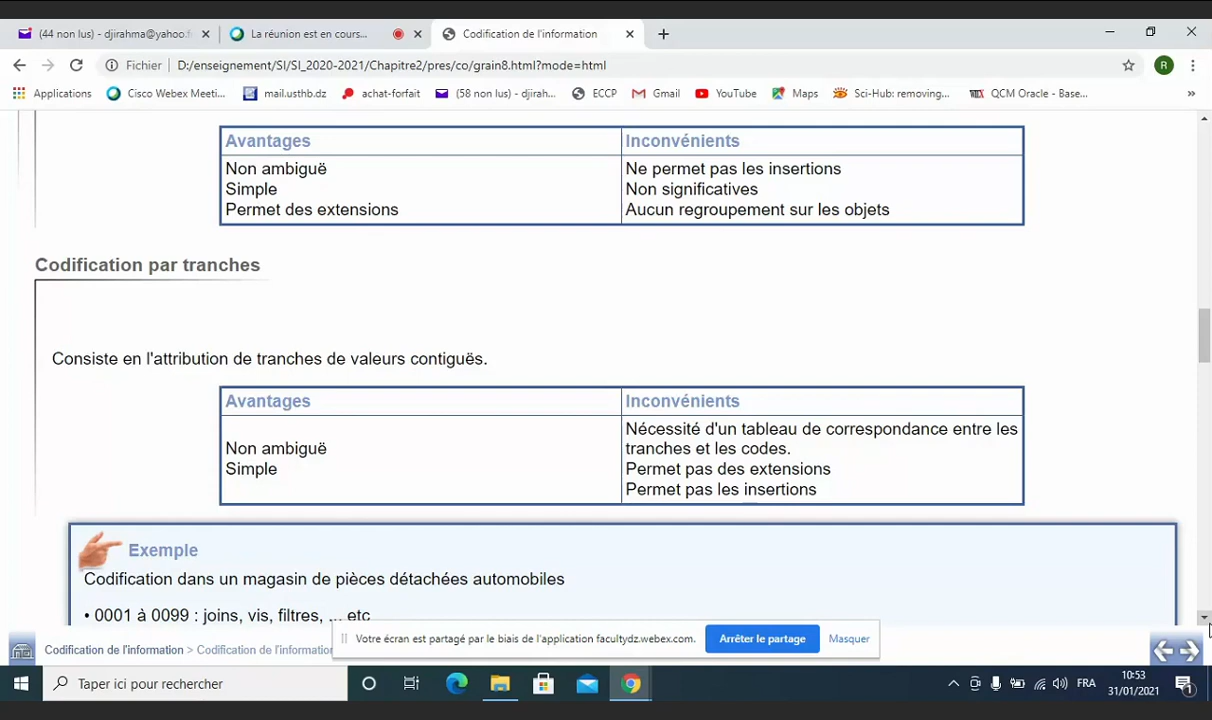 (44 non lus) - djirahma@yahoo.f
La réunion est en cours...
Codification de l'information
Fichier
D:/enseignement/SI/SI_2020-2021/Chapitre2/pres/co/grain8.html?mode=html
R
Applications
Cisco Webex Meeti...
mail.usthb.dz
achat-forfait
(58 non lus) - djirah...
ECCP
Gmail
YouTube
Maps
Sci-Hub: removing...
QCM Oracle - Base...
»
Avantages
Inconvénients
Non ambiguë
Ne permet pas les insertions
Simple
Non significatives
Permet des extensions
Aucun regroupement sur les objets
Codification par tranches
Consiste en l'attribution de tranches de valeurs contiguës.
Avantages
Inconvénients
Non ambiguë
Simple
Nécessité d'un tableau de correspondance entre les
tranches et les codes.
Permet pas des extensions
Permet pas les insertions
Exemple
Codification dans un magasin de pièces détachées automobiles
• 0001 à 0099 : joins, vis, filtres, ... etc
Votre écran est partagé par le biais de l'application facultydz.webex.com.
Arrêter le partage
Masquer
Codification de l'information > Codification de l'information
Taper ici pour rechercher
FRA
10:53
31/01/2021
1